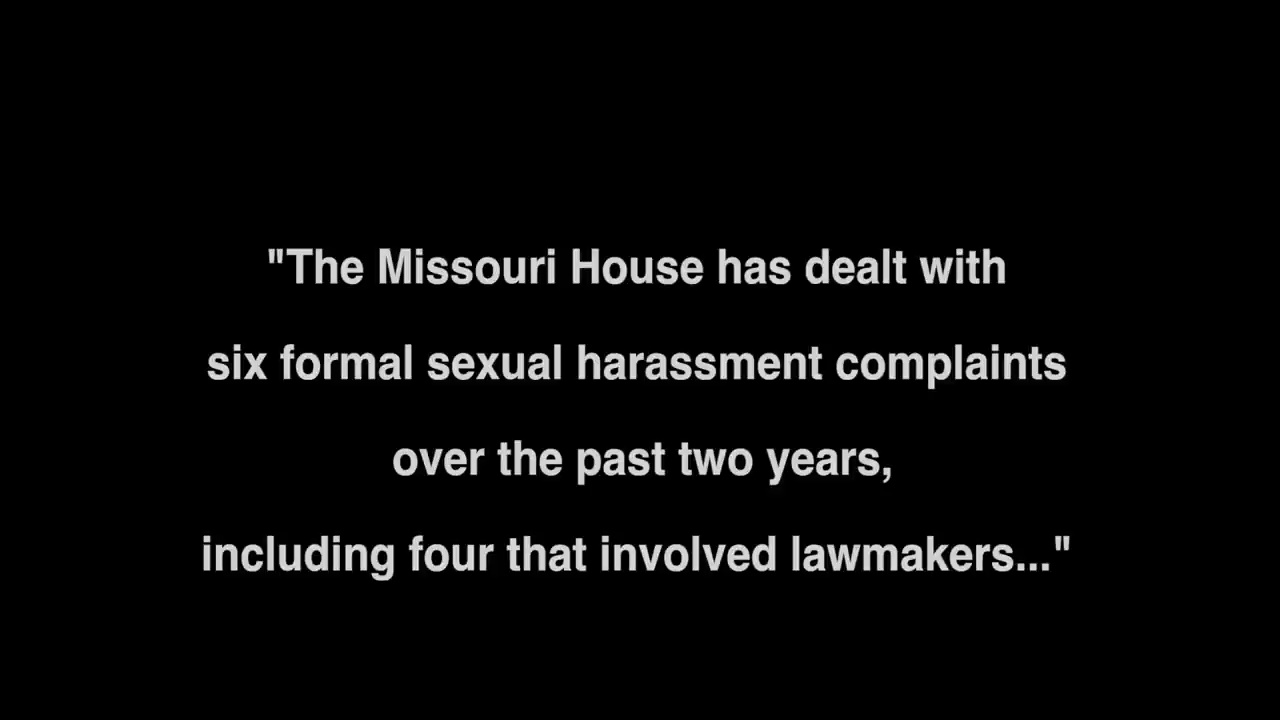 "The Missouri House has dealt with
six formal sexual harassment complaints
over the past two years,
including four that involved lawmakers..."